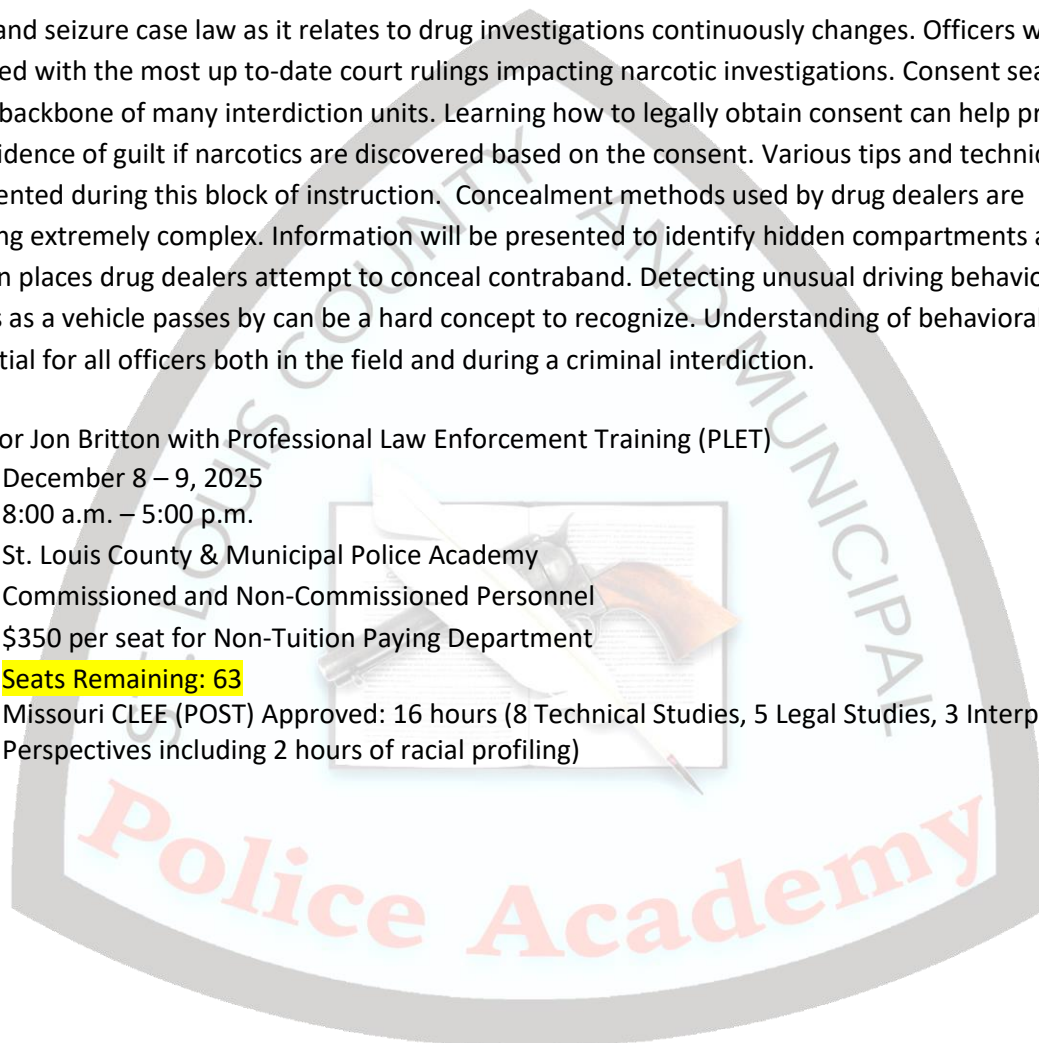 and seizure case law as it relates to drug investigations continuously changes. Officers w
ed with the most up to-date court rulings impacting narcotic investigations. Consent sea
backbone of many interdiction units. Learning how to legally obtain consent can help pr
idence of guilt if narcotics are discovered based on the consent. Various tips and techniq
ented during this block of instruction. Concealment methods used by drug dealers are
ng extremely complex. Information will be presented to identify hidden compartments a
n places drug dealers attempt to conceal contraband. Detecting unusual driving behavio
s as a vehicle passes by can be a hard concept to recognize. Understanding of behavioral
tial for all officers both in the field and during a criminal interdiction.
or Jon Britton with Professional Law Enforcement Training (PLET)
December 8 – 9, 2025
8:00 a.m. – 5:00 p.m.
St. Louis County & Municipal Police Academy
Commissioned and Non-Commissioned Personnel
$350 per seat for Non-Tuition Paying Department
Seats Remaining: 63
Missouri CLEE (POST) Approved: 16 hours (8 Technical Studies, 5 Legal Studies, 3 Interp
Perspectives including 2 hours of racial profiling)
ST. LOUIS COUNTY AND MUNICIPAL
Police Academy